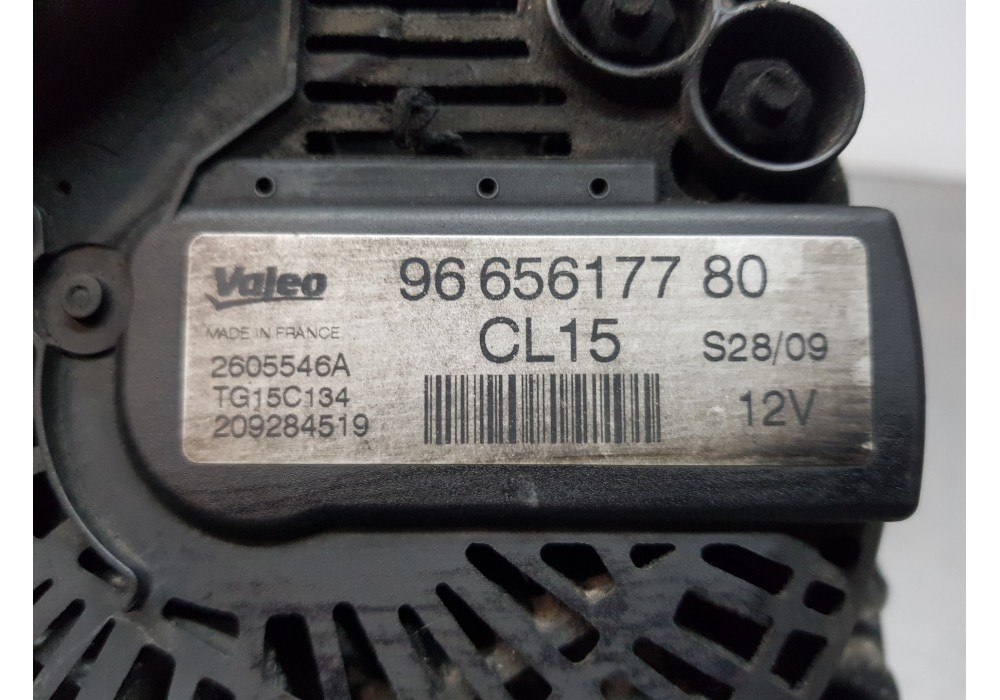 Valeo 96 656177 80
MADE IN FRANCE CL15 S28/09
2605546A
TG15C134 12V
209284519